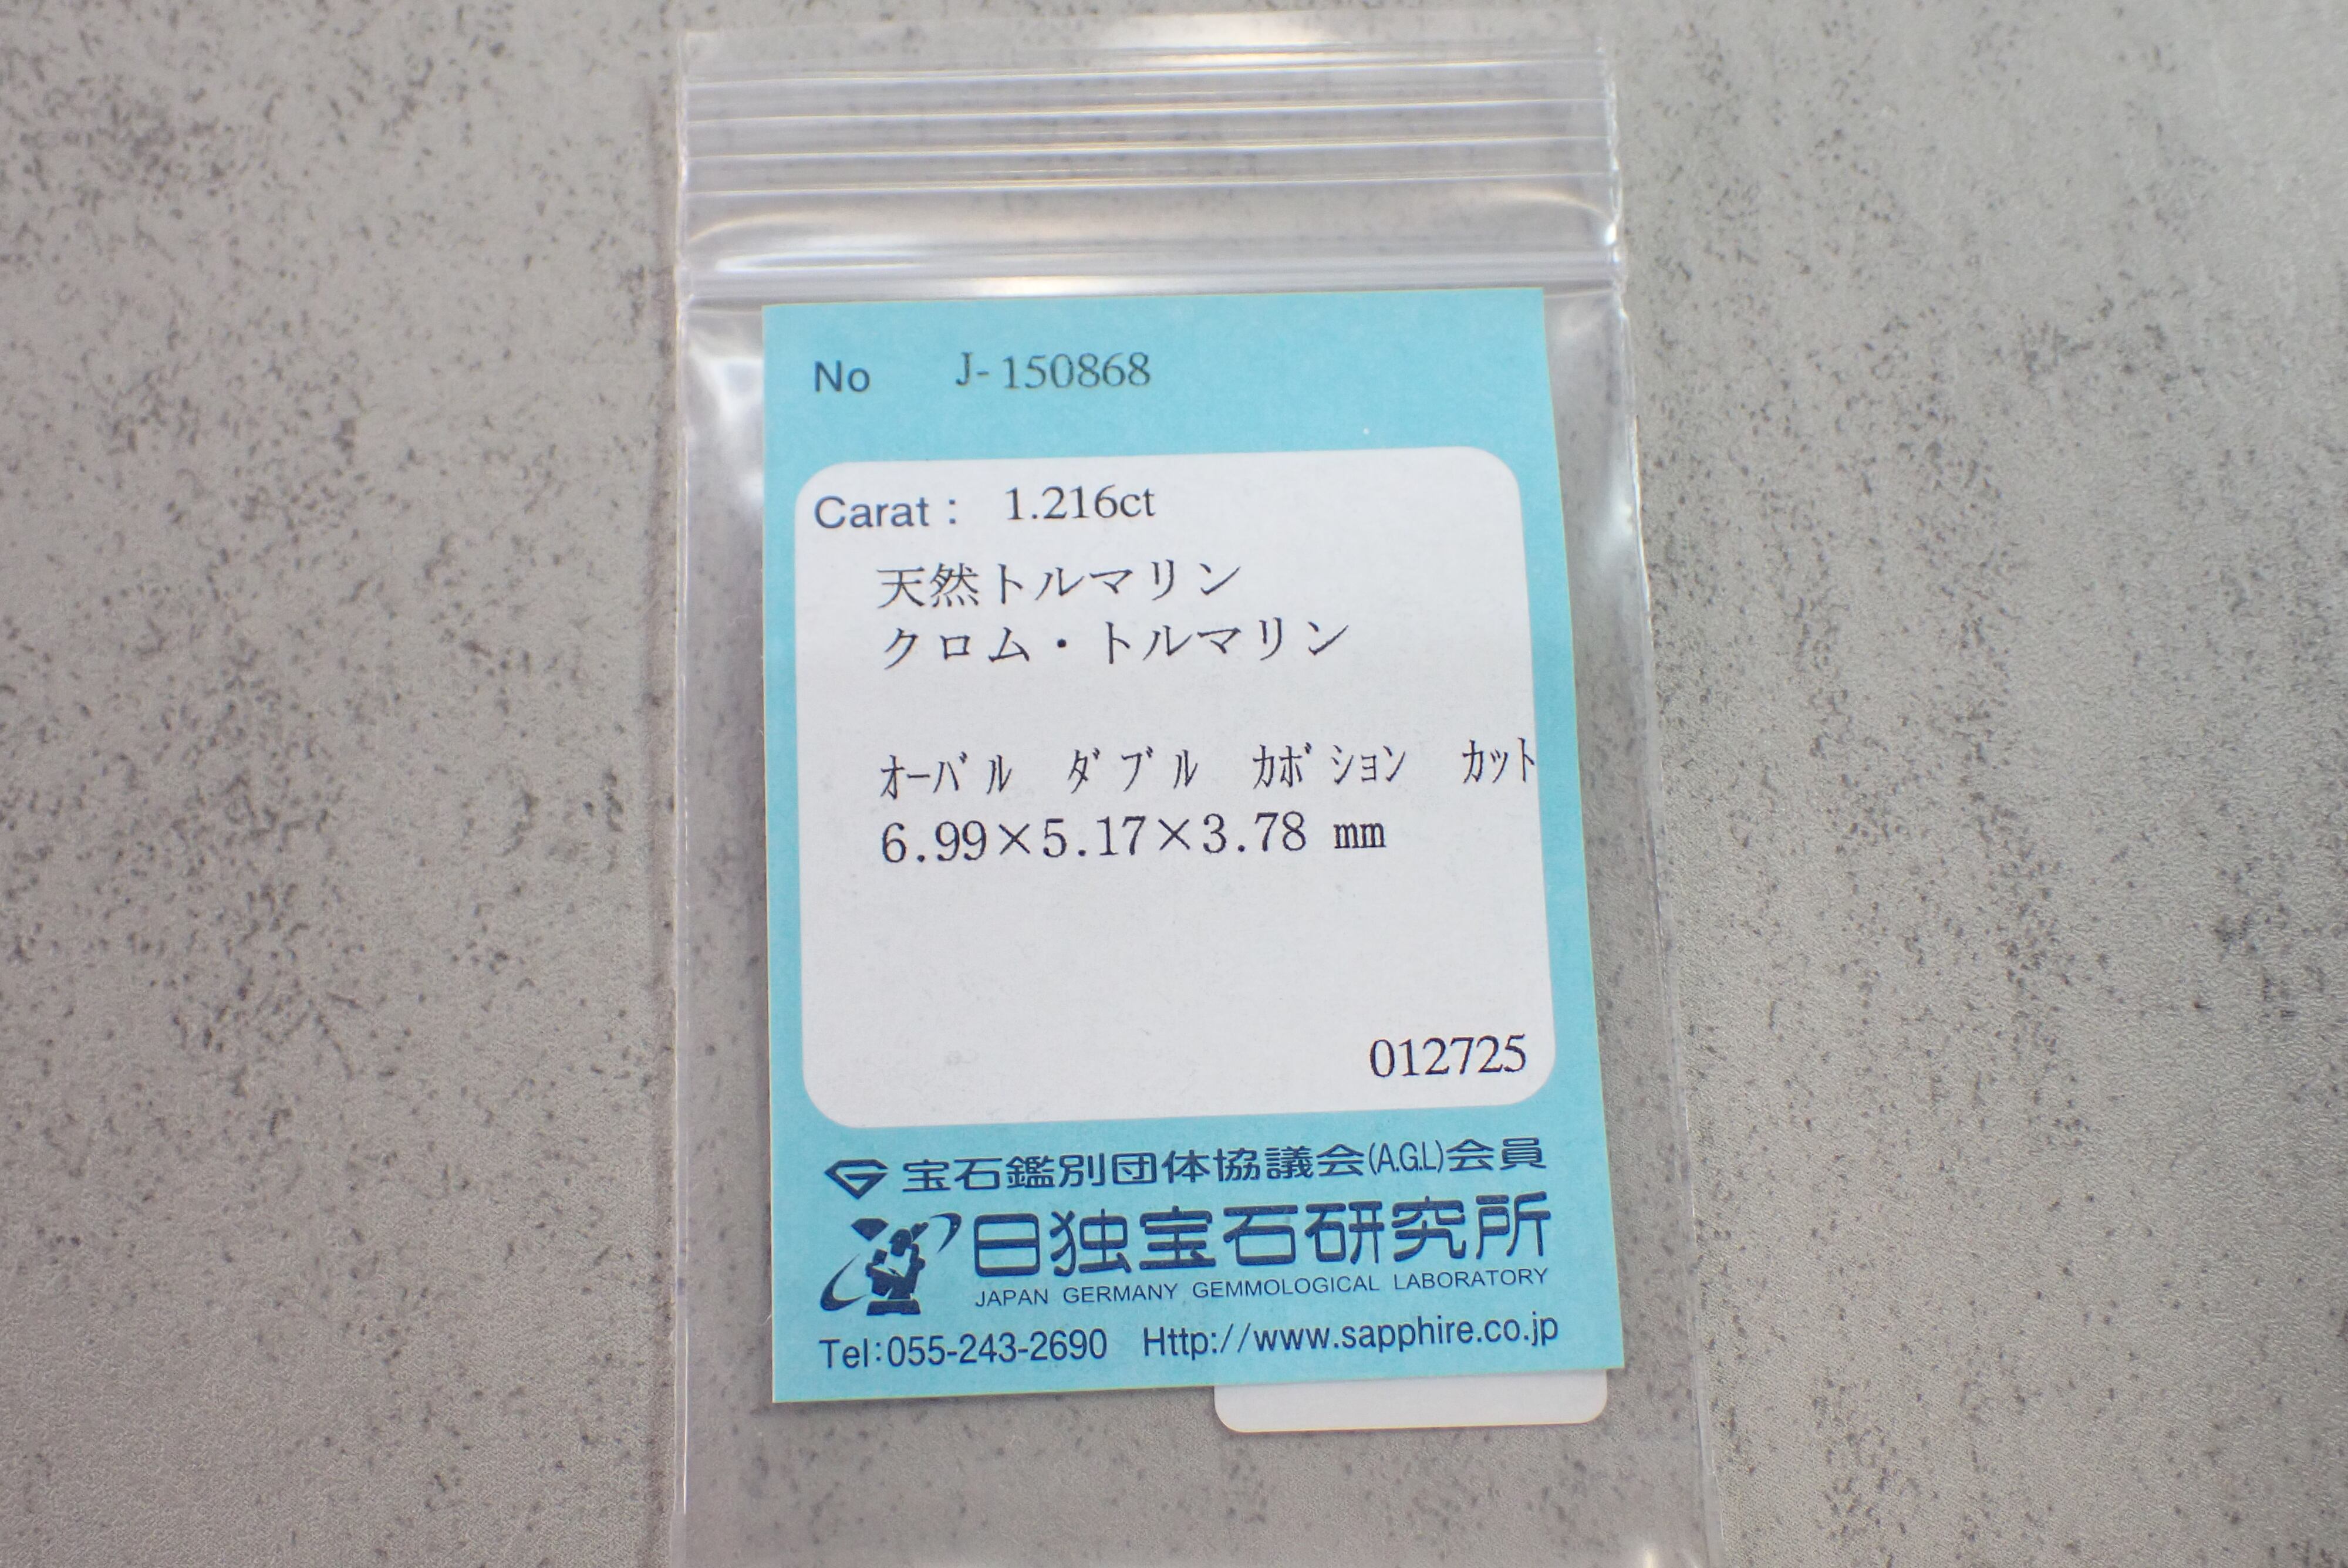 No J-150868
Carat : 1.216ct
天然トルマリン
クロム・トルマリン
ｵｰﾊﾞﾙ ﾀﾞﾌﾞﾙ ｶﾎﾞｼｮﾝ ｶｯﾄ
6.99×5.17×3.78 mm
012725
宝石鑑別団体協議会(A.G.L)会員
日独宝石研究所
JAPAN GERMANY GEMMOLOGICAL LABORATORY
Tel:055-243-2690 Http://www.sapphire.co.jp